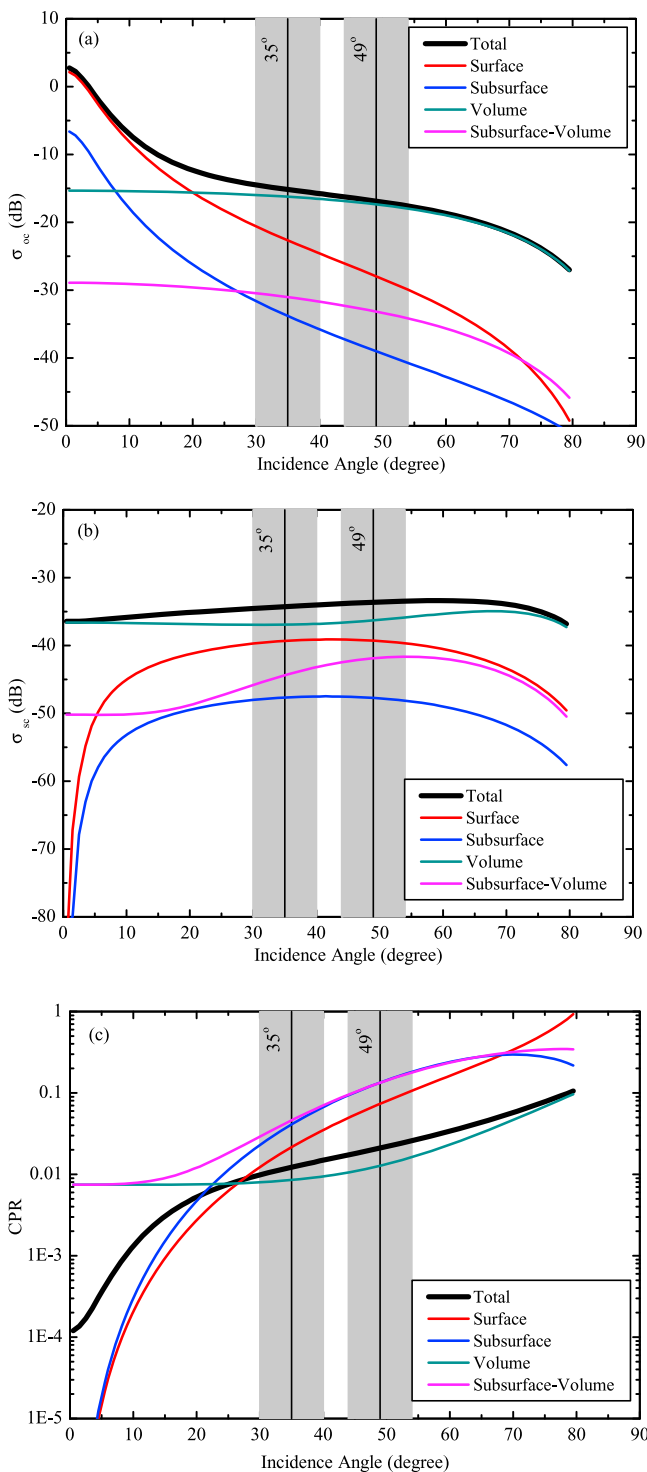 (a)
35°
49°
Total
Surface
Subsurface
Volume
Subsurface-Volume
10
0
-10
-20
-30
-40
-50
σ oc (dB)
0 10 20 30 40 50 60 70 80 90
Incidence Angle (degree)
(b)
35°
49°
-20
-30
-40
-50
-60
-70
-80
σ sc (dB)
Total
Surface
Subsurface
Volume
Subsurface-Volume
0 10 20 30 40 50 60 70 80 90
Incidence Angle (degree)
(c)
35°
49°
1
0.1
0.01
1E-3
1E-4
1E-5
CPR
Total
Surface
Subsurface
Volume
Subsurface-Volume
0 10 20 30 40 50 60 70 80 90
Incidence Angle (degree)